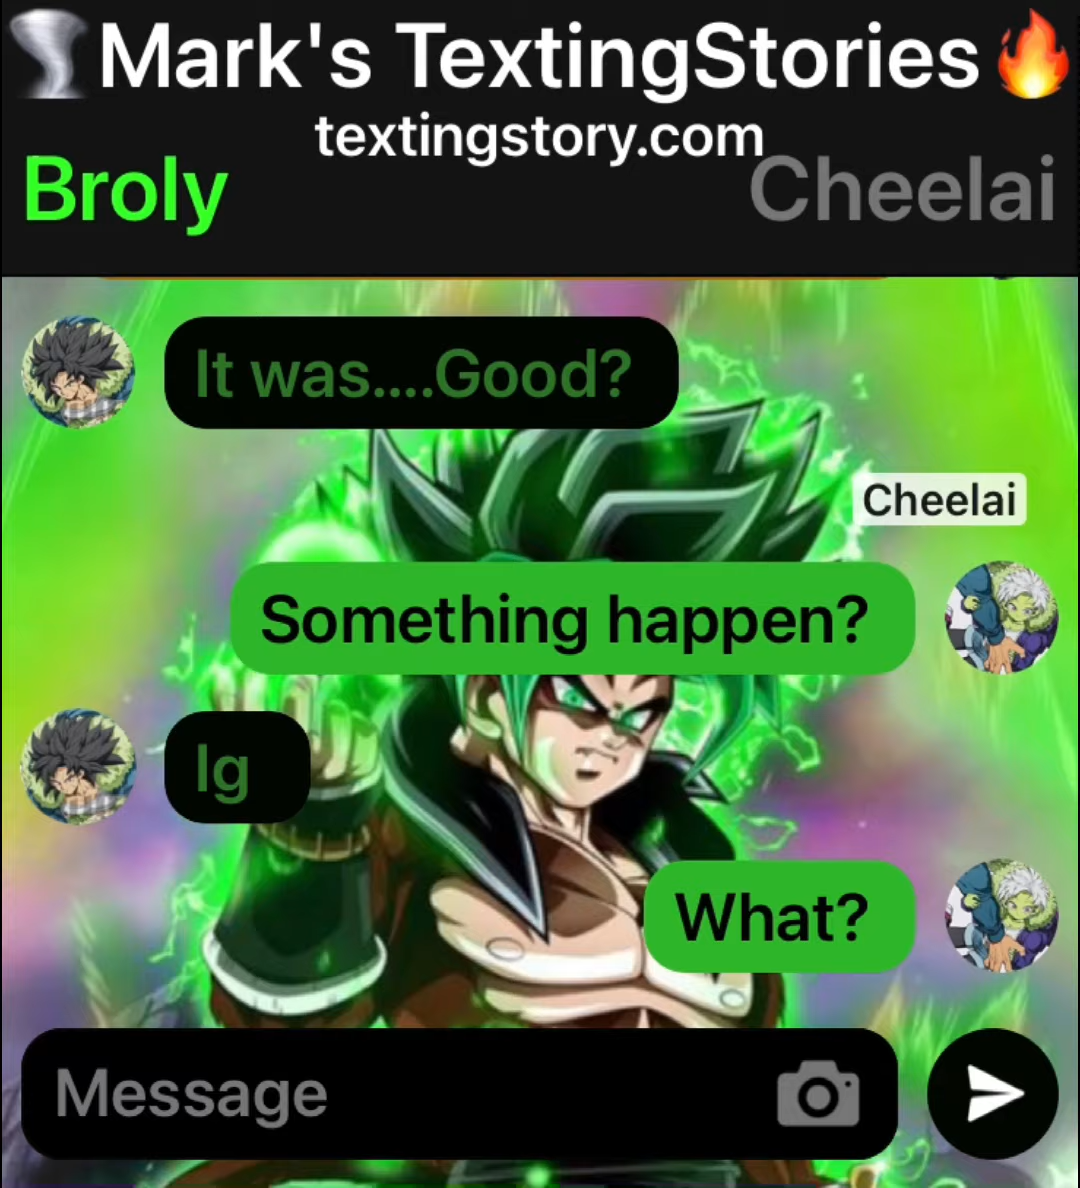 Mark's TextingStories
textingstory.com
Broly
Cheelai
It was....Good?
Cheelai
Something happen?
Ig
What?
Message